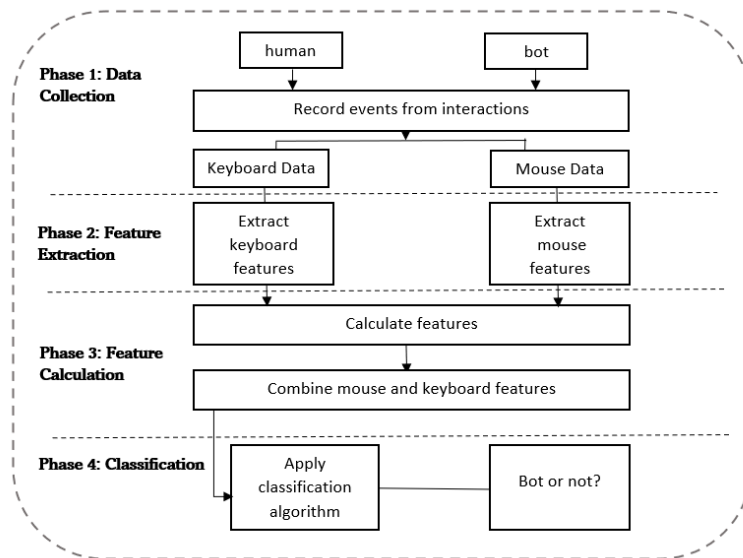 human
bot
Phase 1: Data
Collection
Record events from interactions
Keyboard Data
Mouse Data
Phase 2: Feature
Extraction
Extract
keyboard
features
Extract
mouse
features
Calculate features
Phase 3: Feature
Calculation
Combine mouse and keyboard features
Phase 4: Classification
Apply
classification
algorithm
Bot or not?